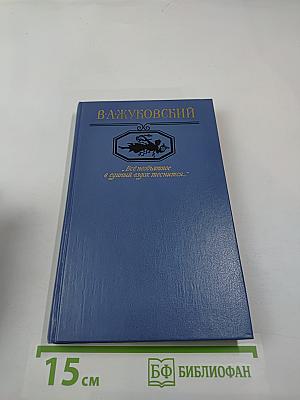 В·А·ЖУКОВСКИЙ
„Всё необъятное
в единый вздох теснится..."
15 см
БФ БИБЛИОФАН